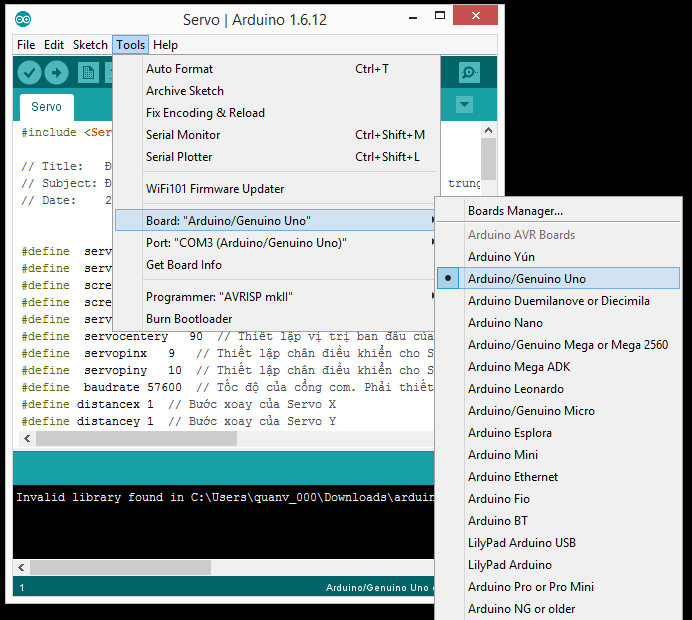 Servo | Arduino 1.6.12
File Edit Sketch Tools Help
Auto Format Ctrl+T
Archive Sketch
Fix Encoding & Reload
Serial Monitor Ctrl+Shift+M
Serial Plotter Ctrl+Shift+L
WiFi101 Firmware Updater
Board: "Arduino/Genuino Uno"
Port: "COM3 (Arduino/Genuino Uno)"
Get Board Info
Programmer: "AVRISP mkII"
Burn Bootloader
Boards Manager...
Arduino AVR Boards
Arduino Yún
Arduino/Genuino Uno
Arduino Duemilanove or Diecimila
Arduino Nano
Arduino/Genuino Mega or Mega 2560
Arduino Mega ADK
Arduino Leonardo
Arduino/Genuino Micro
Arduino Esplora
Arduino Mini
Arduino Ethernet
Arduino Fio
Arduino BT
LilyPad Arduino USB
LilyPad Arduino
Arduino Pro or Pro Mini
Arduino NG or older
Servo
#include <Ser
// Title: Đ
// Subject: Đ trung
// Date: 2
#define serv
#define serv
#define scre
#define scre
#define serv
#define servocentery 90 // Thiết lập vị trí ban đầu của
#define servopinx 9 // Thiết lập chân điều khiển cho S
#define servopiny 10 // Thiết lập chân điều khiển cho S
#define baudrate 57600 // Tốc độ của cổng com. Phải thiết
#define distancex 1 // Bước xoay của Servo X
#define distancey 1 // Bước xoay của Servo Y
Invalid library found in C:\Users\quanv_000\Downloads\arduin
1 Arduino/Genuino Uno